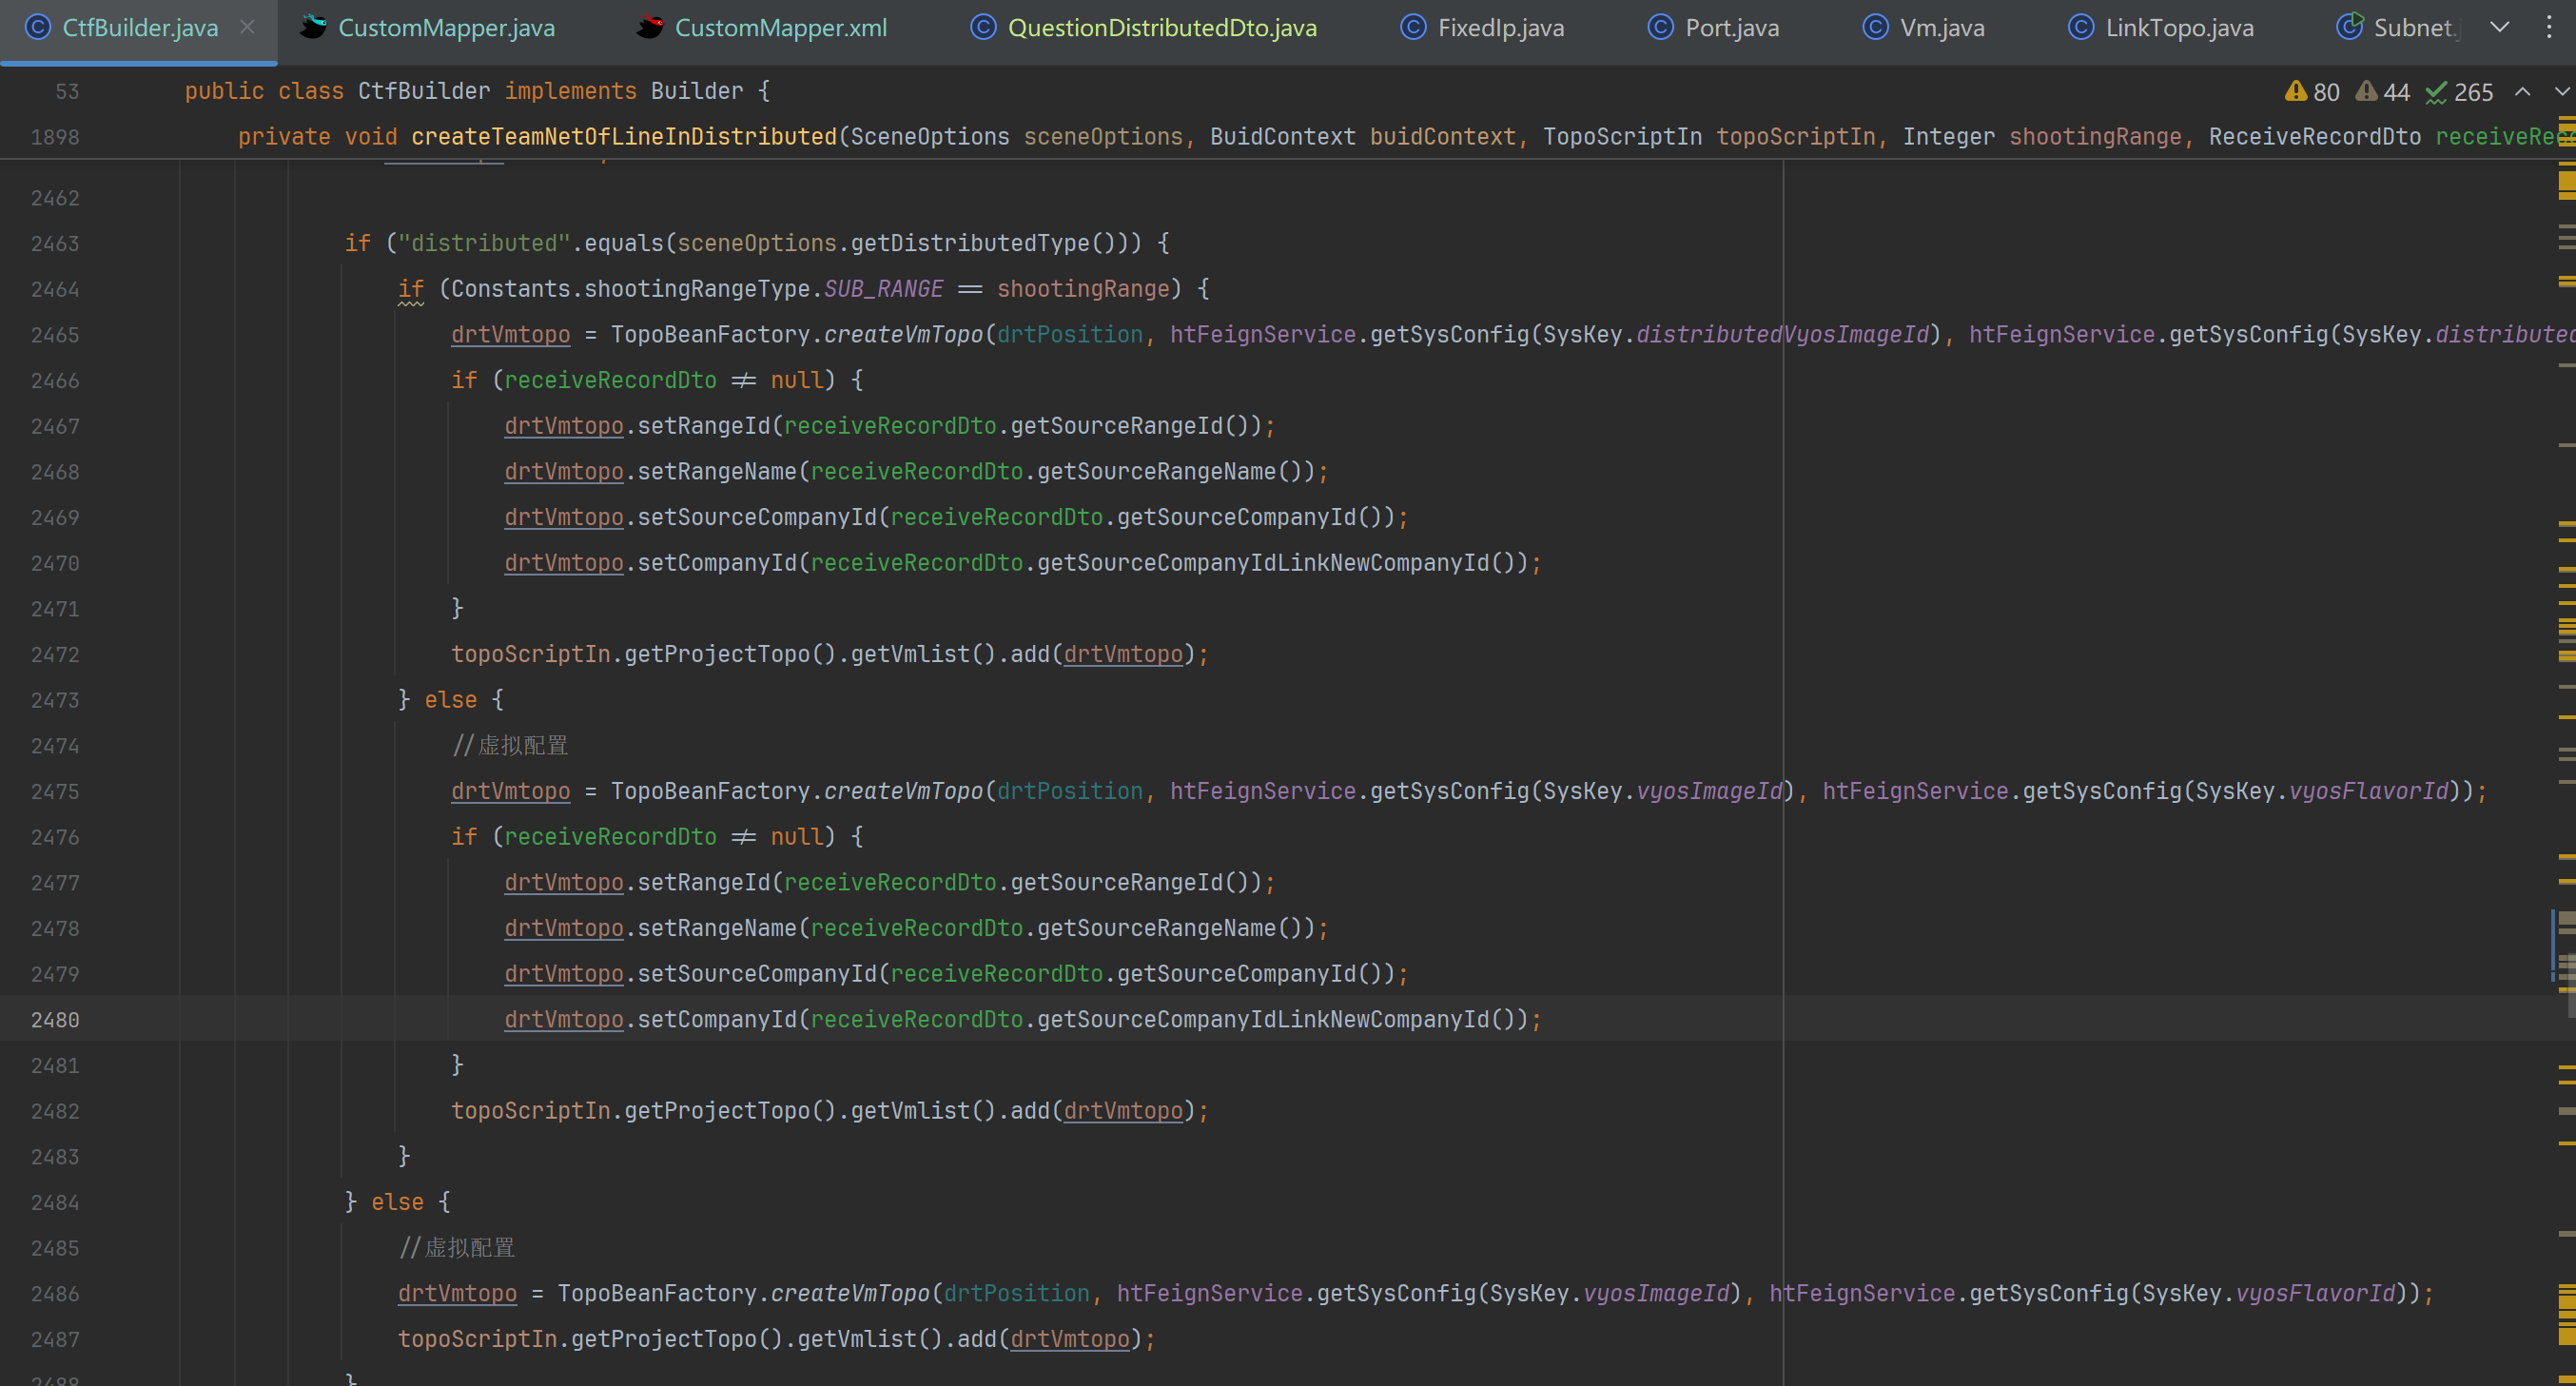 CtfBuilder.java CustomMapper.java CustomMapper.xml QuestionDistributedDto.java FixedIp.java Port.java Vm.java LinkTopo.java Subnet.
53 public class CtfBuilder implements Builder { 80 44 265
1898 private void createTeamNetOfLineInDistributed(SceneOptions sceneOptions, BuidContext buidContext, TopoScriptIn topoScriptIn, Integer shootingRange, ReceiveRecordDto receiveRec
2462
2463 if ("distributed".equals(sceneOptions.getDistributedType())) {
2464 if (Constants.shootingRangeType.SUB_RANGE == shootingRange) {
2465 drtVmtopo = TopoBeanFactory.createVmTopo(drtPosition, htFeignService.getSysConfig(SysKey.distributedVyosImageId), htFeignService.getSysConfig(SysKey.distributed
2466 if (receiveRecordDto != null) {
2467 drtVmtopo.setRangeId(receiveRecordDto.getSourceRangeId());
2468 drtVmtopo.setRangeName(receiveRecordDto.getSourceRangeName());
2469 drtVmtopo.setSourceCompanyId(receiveRecordDto.getSourceCompanyId());
2470 drtVmtopo.setCompanyId(receiveRecordDto.getSourceCompanyIdLinkNewCompanyId());
2471 }
2472 topoScriptIn.getProjectTopo().getVmlist().add(drtVmtopo);
2473 } else {
2474 //虚拟配置
2475 drtVmtopo = TopoBeanFactory.createVmTopo(drtPosition, htFeignService.getSysConfig(SysKey.vyosImageId), htFeignService.getSysConfig(SysKey.vyosFlavorId));
2476 if (receiveRecordDto != null) {
2477 drtVmtopo.setRangeId(receiveRecordDto.getSourceRangeId());
2478 drtVmtopo.setRangeName(receiveRecordDto.getSourceRangeName());
2479 drtVmtopo.setSourceCompanyId(receiveRecordDto.getSourceCompanyId());
2480 drtVmtopo.setCompanyId(receiveRecordDto.getSourceCompanyIdLinkNewCompanyId());
2481 }
2482 topoScriptIn.getProjectTopo().getVmlist().add(drtVmtopo);
2483 }
2484 } else {
2485 //虚拟配置
2486 drtVmtopo = TopoBeanFactory.createVmTopo(drtPosition, htFeignService.getSysConfig(SysKey.vyosImageId), htFeignService.getSysConfig(SysKey.vyosFlavorId));
2487 topoScriptIn.getProjectTopo().getVmlist().add(drtVmtopo);
2488 }